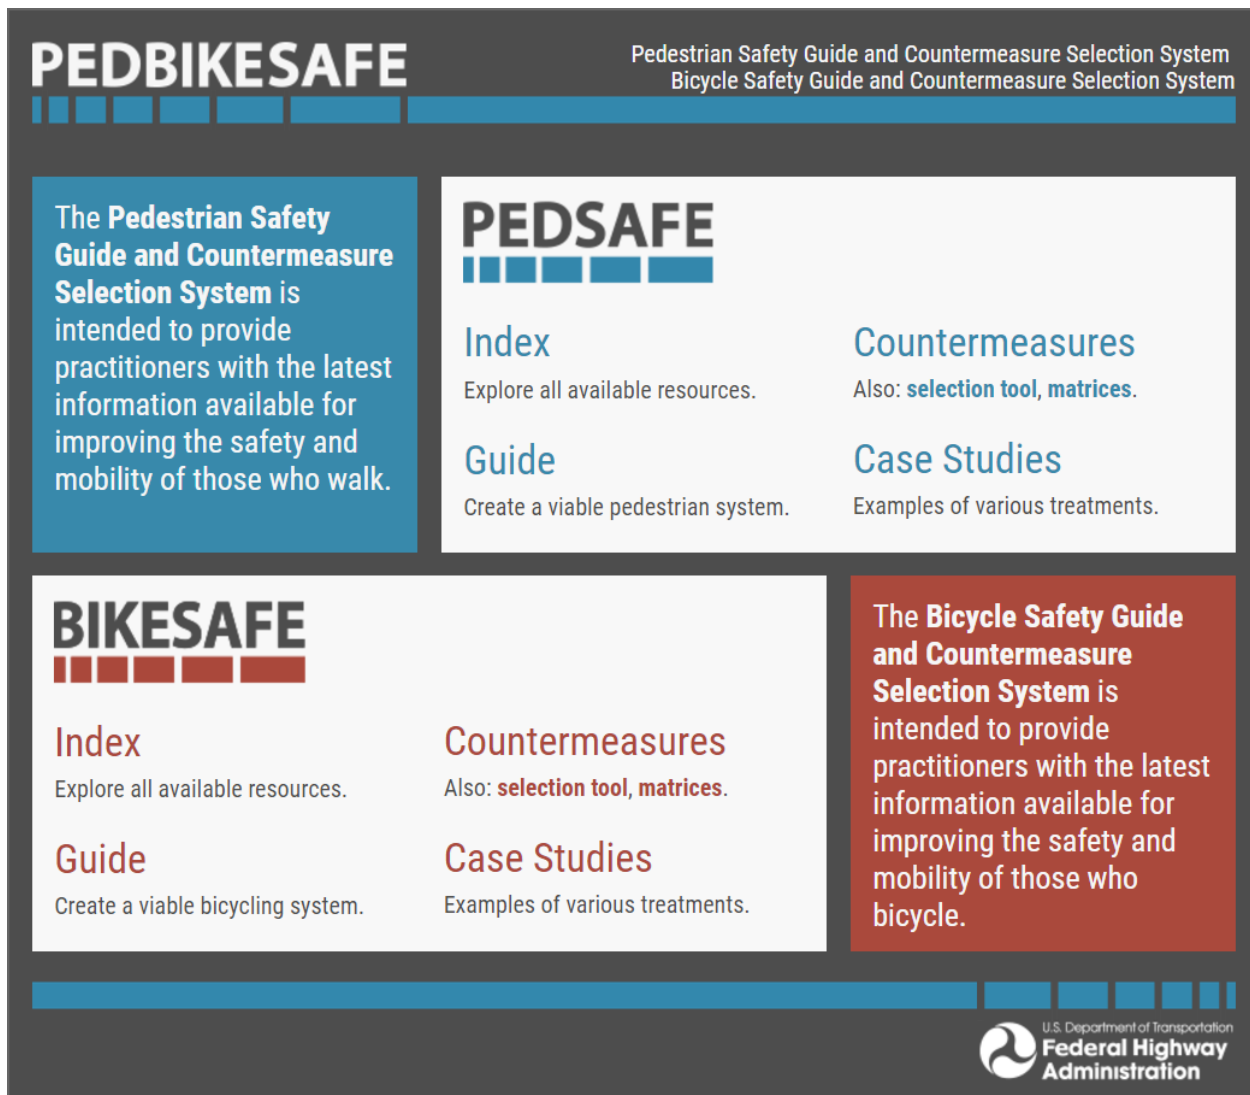 PEDBIKESAFE
Pedestrian Safety Guide and Countermeasure Selection System
Bicycle Safety Guide and Countermeasure Selection System
The Pedestrian Safety
Guide and Countermeasure
Selection System is
intended to provide
practitioners with the latest
information available for
improving the safety and
mobility of those who walk.
PEDSAFE
Index
Explore all available resources.
Countermeasures
Also: selection tool, matrices.
Guide
Create a viable pedestrian system.
Case Studies
Examples of various treatments.
BIKESAFE
Index
Explore all available resources.
Countermeasures
Also: selection tool, matrices.
Guide
Create a viable bicycling system.
Case Studies
Examples of various treatments.
The Bicycle Safety Guide
and Countermeasure
Selection System is
intended to provide
practitioners with the latest
information available for
improving the safety and
mobility of those who
bicycle.
U.S. Department of Transportation
Federal Highway
Administration